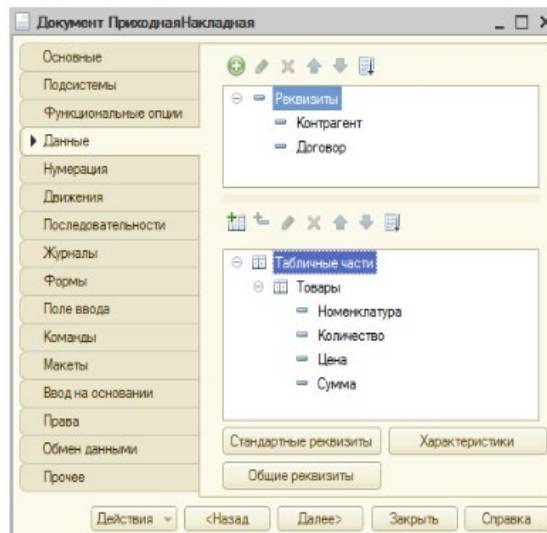 Документ ПриходнаяНакладная
Основные
Подсистемы
Функциональные опции
Данные
Нумерация
Движения
Последовательности
Журналы
Формы
Поле ввода
Команды
Макеты
Ввод на основании
Права
Обмен данными
Прочее
Реквизиты
Контрагент
Договор
Табличные части
Товары
Номенклатура
Количество
Цена
Сумма
Стандартные реквизиты
Характеристики
Общие реквизиты
Действия
<Назад
Далее>
Закрыть
Справка